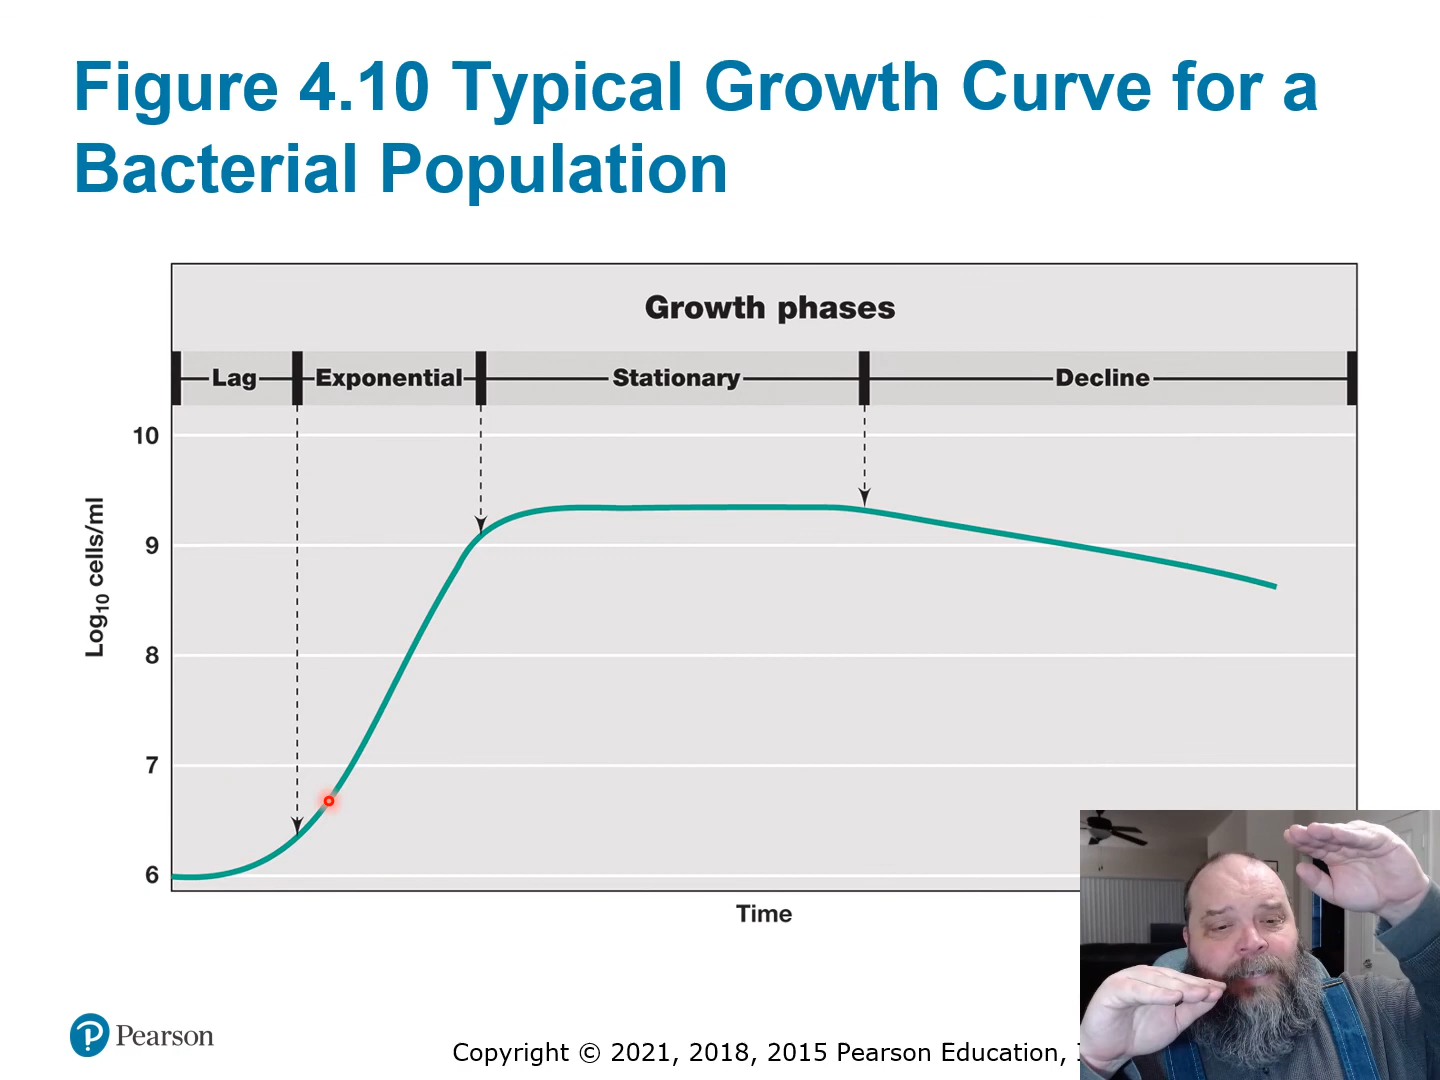 Figure 4.10 Typical Growth Curve for a
Bacterial Population
Growth phases
Lag
Exponential
Stationary
Decline
10
9
8
7
6
Log10 cells/ml
Time
Pearson
Copyright © 2021, 2018, 2015 Pearson Education,